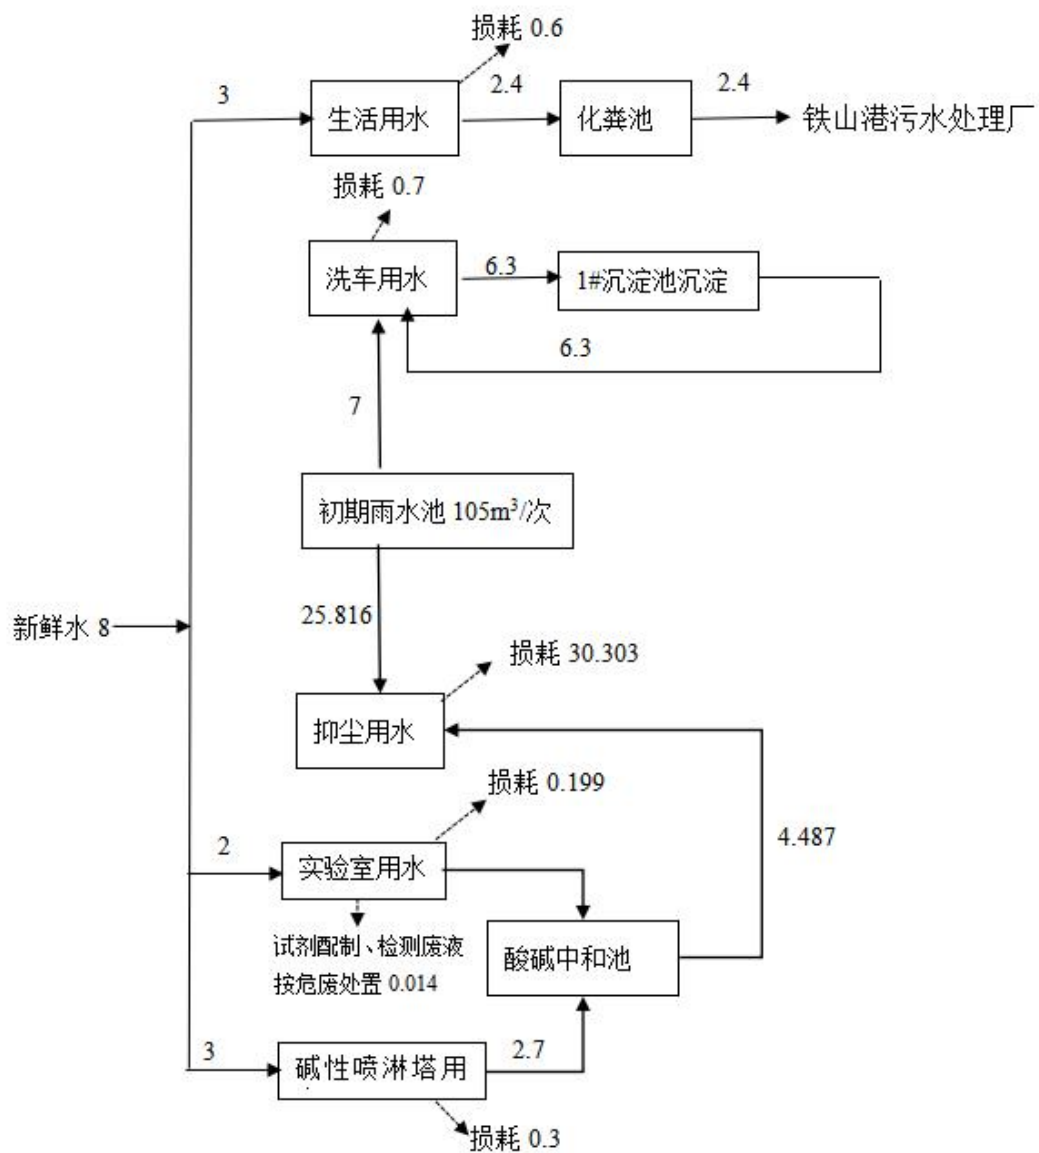 损耗 0.6
3
生活用水
2.4
化粪池
2.4
铁山港污水处理厂
损耗 0.7
洗车用水
6.3
1#沉淀池沉淀
6.3
7
初期雨水池 105m³/次
25.816
新鲜水 8
损耗 30.303
抑尘用水
损耗 0.199
4.487
2
实验室用水
试剂配制、检测废液
按危废处置 0.014
酸碱中和池
3
碱性喷淋塔用
2.7
损耗 0.3